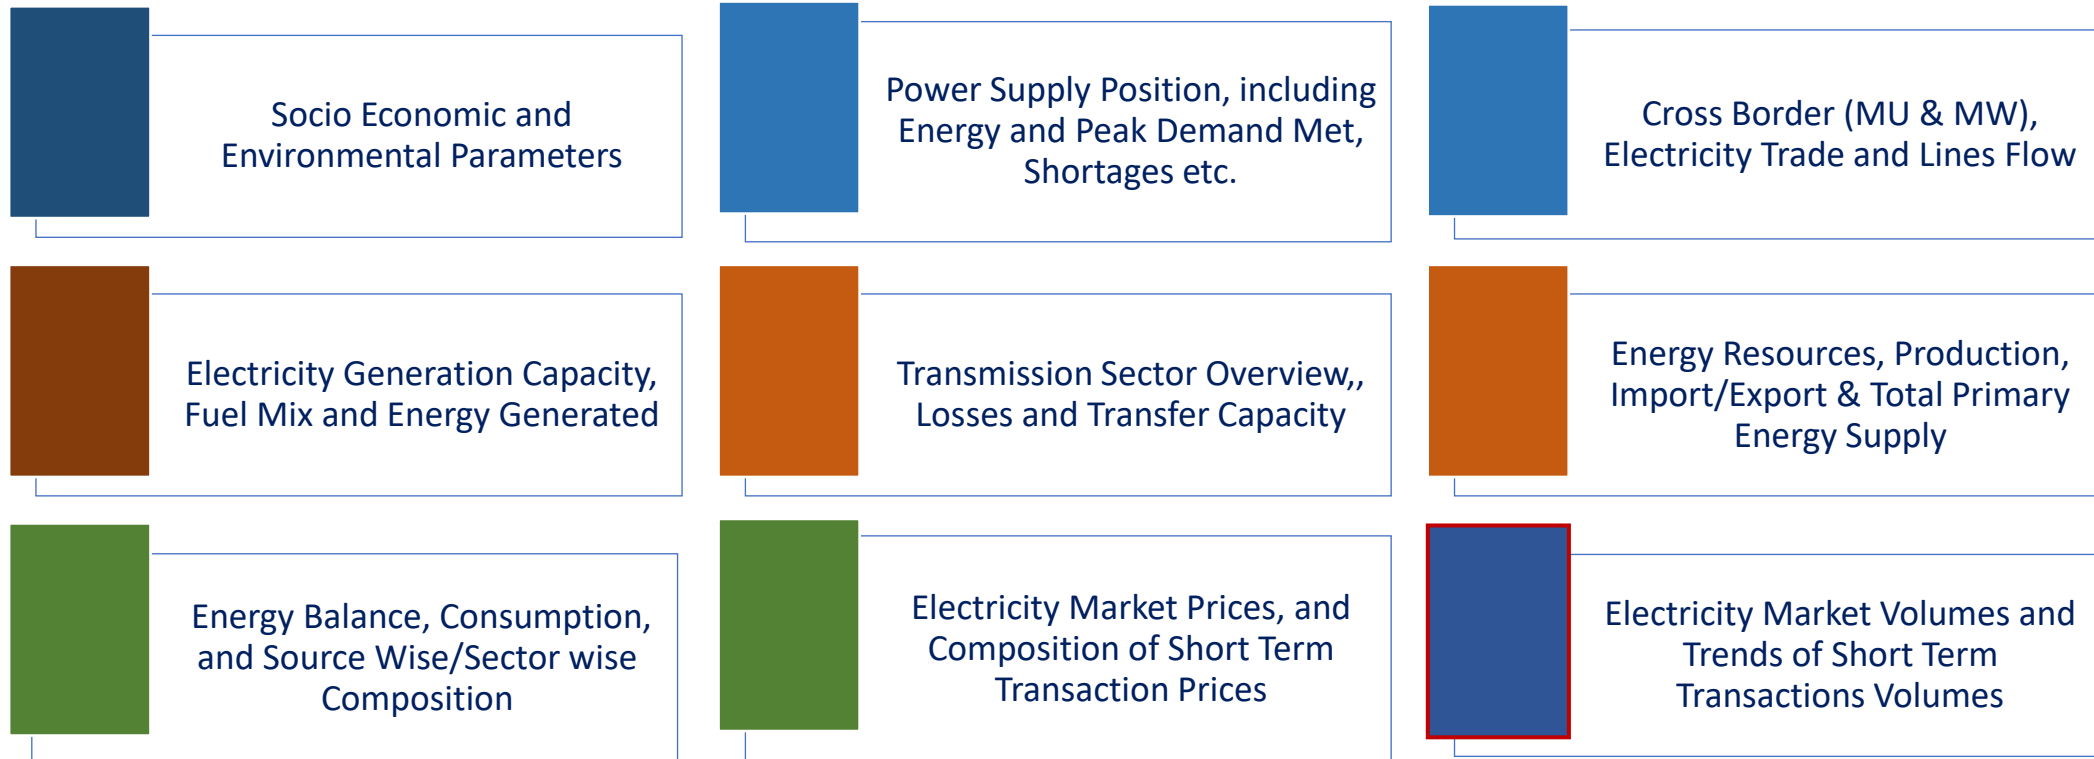 Socio Economic and
Environmental Parameters
Power Supply Position, including
Energy and Peak Demand Met,
Shortages etc.
Cross Border (MU & MW),
Electricity Trade and Lines Flow
Electricity Generation Capacity,
Fuel Mix and Energy Generated
Transmission Sector Overview,,
Losses and Transfer Capacity
Energy Resources, Production,
Import/Export & Total Primary
Energy Supply
Energy Balance, Consumption,
and Source Wise/Sector wise
Composition
Electricity Market Prices, and
Composition of Short Term
Transaction Prices
Electricity Market Volumes and
Trends of Short Term
Transactions Volumes